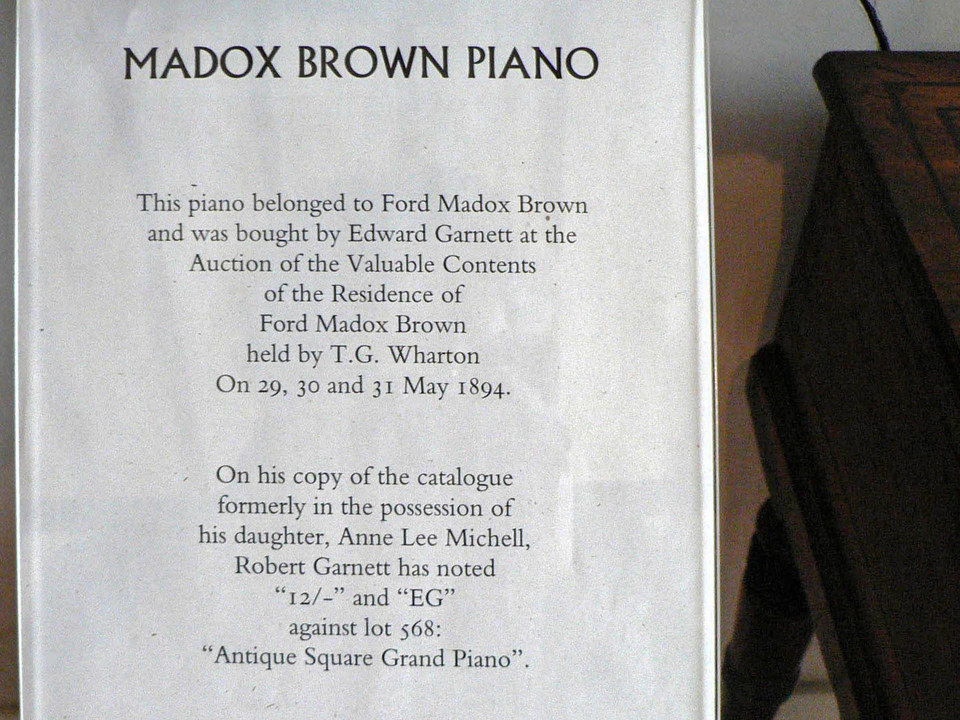 MADOX BROWN PIANO
This piano belonged to Ford Madox Brown
and was bought by Edward Garnett at the
Auction of the Valuable Contents
of the Residence of
Ford Madox Brown
held by T.G. Wharton
On 29, 30 and 31 May 1894.
On his copy of the catalogue
formerly in the possession of
his daughter, Anne Lee Michell,
Robert Garnett has noted
“12/-” and “EG”
against lot 568:
“Antique Square Grand Piano”.